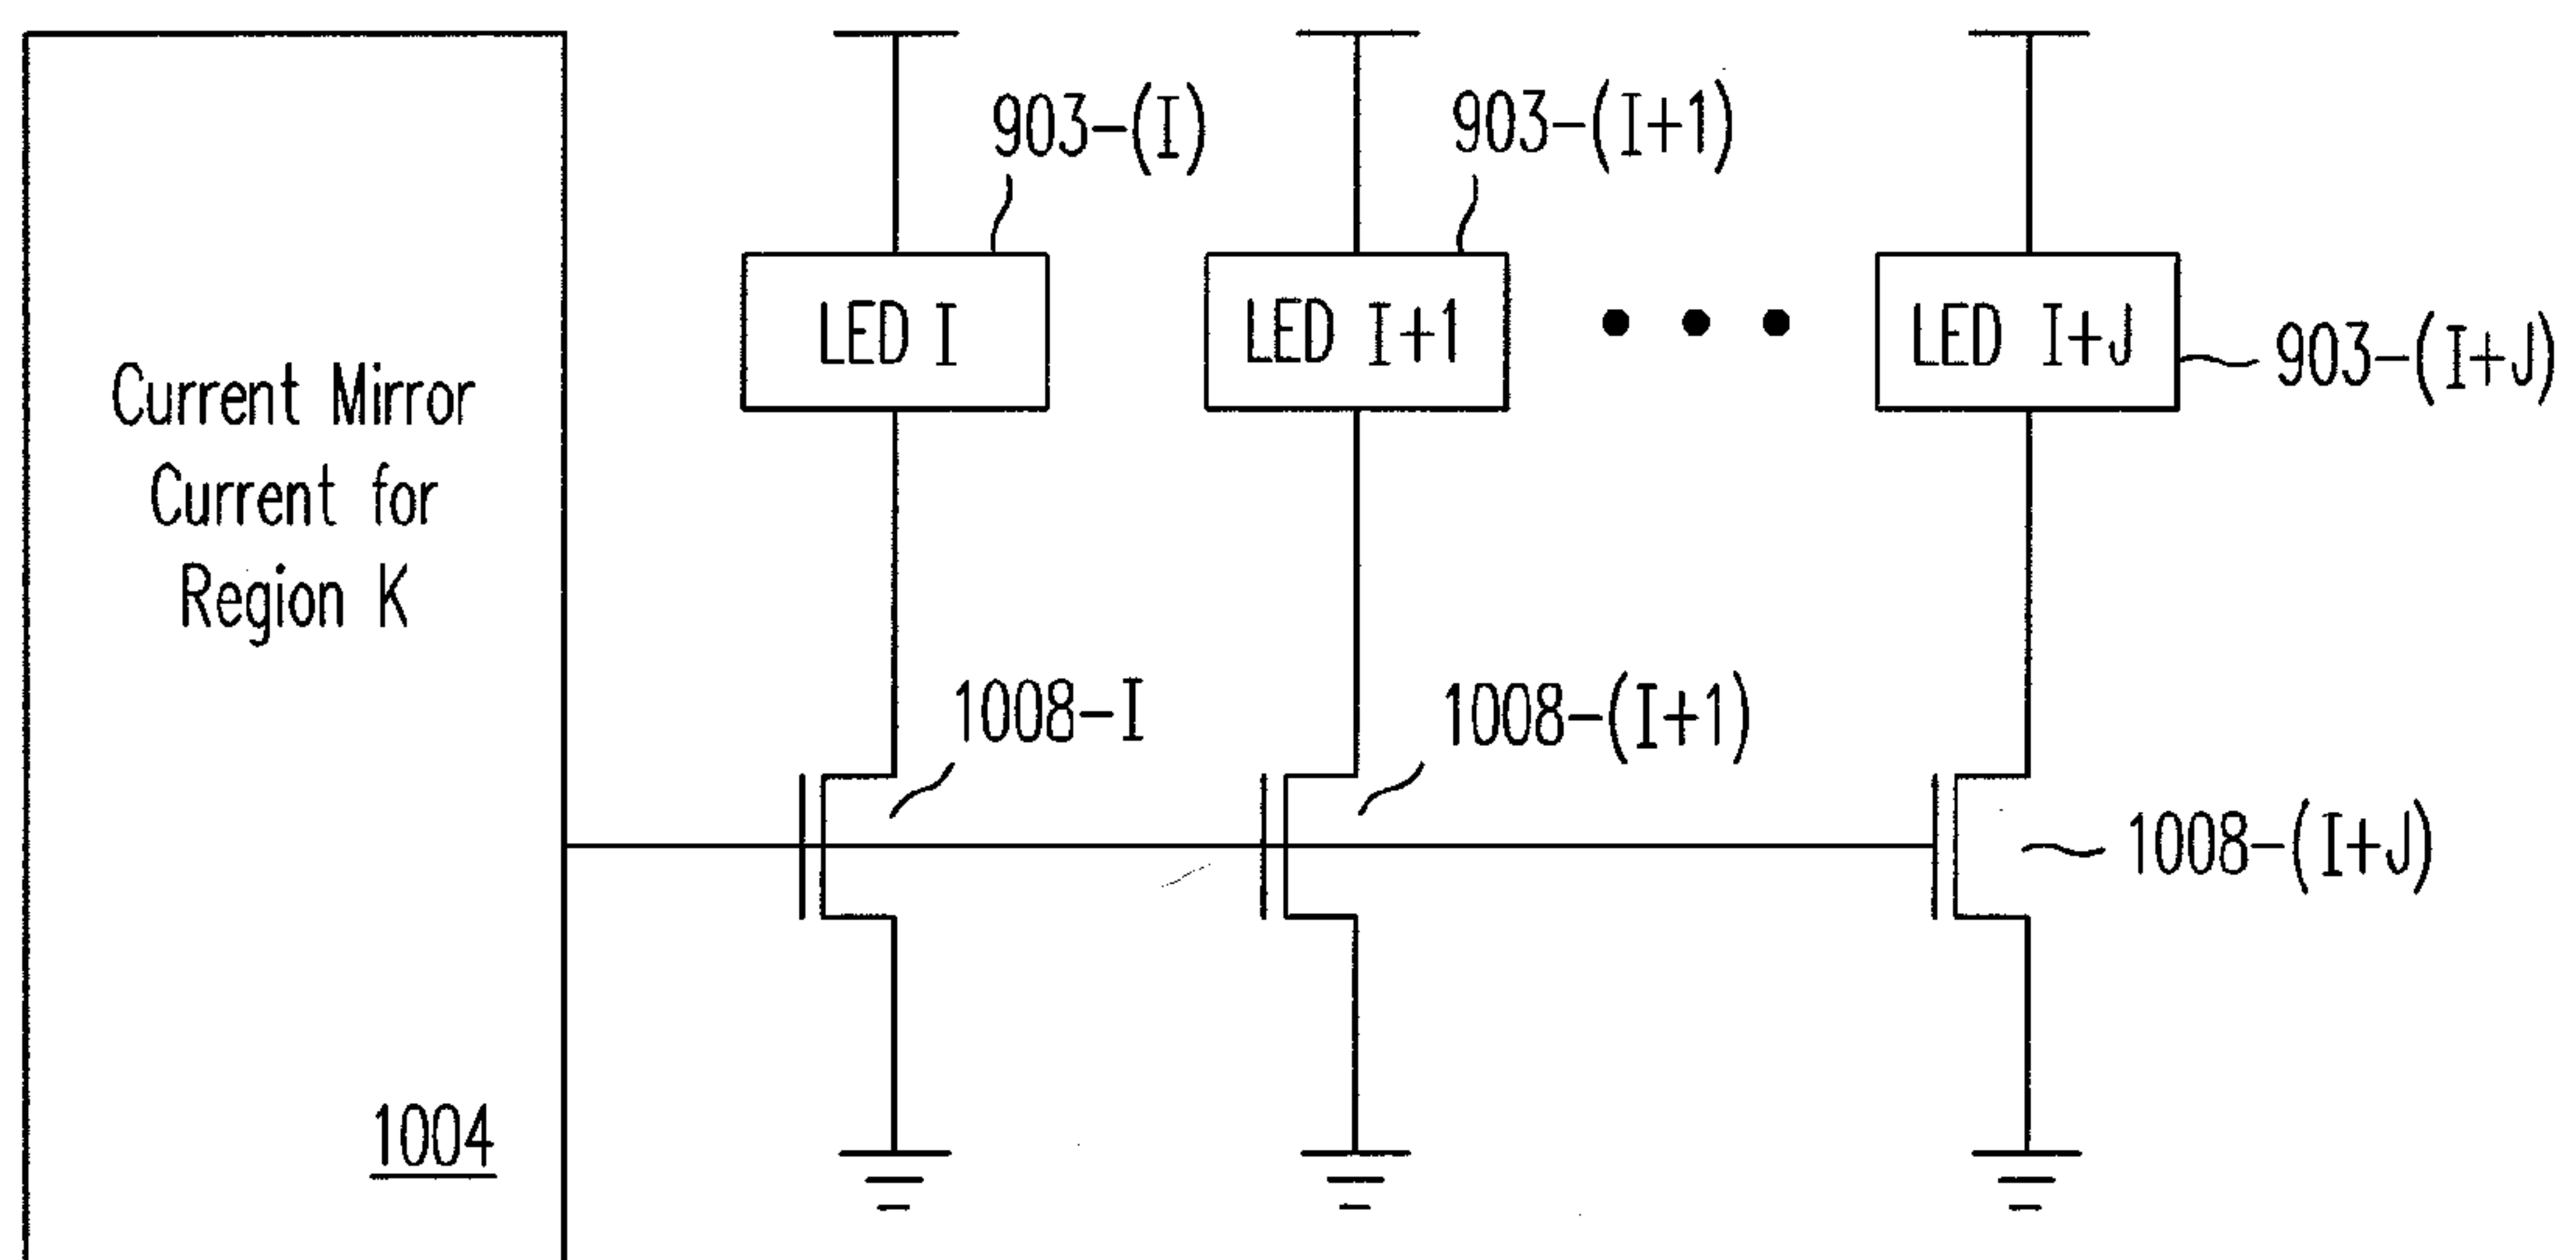 903-(I)
903-(I+1)
LED I
LED I+1
LED I+J
903-(I+J)
Current Mirror
Current for
Region K
1008-I
1008-(I+1)
1008-(I+J)
1004